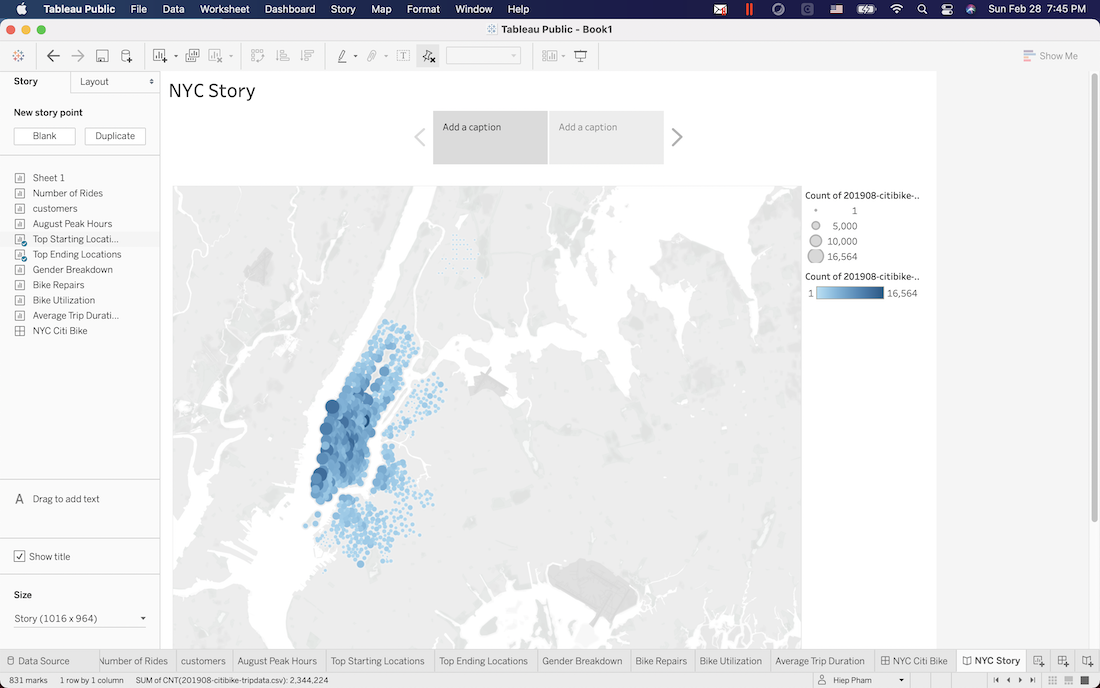 Tableau Public File Data Worksheet Dashboard Story Map Format Window Help Sun Feb 28 7:45 PM
Tableau Public - Book1
Show Me
Story Layout
New story point
Blank Duplicate
Sheet 1
Number of Rides
customers
August Peak Hours
Top Starting Locati...
Top Ending Locations
Gender Breakdown
Bike Repairs
Bike Utilization
Average Trip Durati...
NYC Citi Bike
A Drag to add text
Show title
Size
Story (1016 x 964)
NYC Story
Add a caption Add a caption
Count of 201908-citibike-..
1
5,000
10,000
16,564
Count of 201908-citibike-..
1 16,564
Data Source Number of Rides customers August Peak Hours Top Starting Locations Top Ending Locations Gender Breakdown Bike Repairs Bike Utilization Average Trip Duration NYC Citi Bike NYC Story
831 marks 1 row by 1 column SUM of CNT(201908-citibike-tripdata.csv): 2,344,224 Hiep Pham